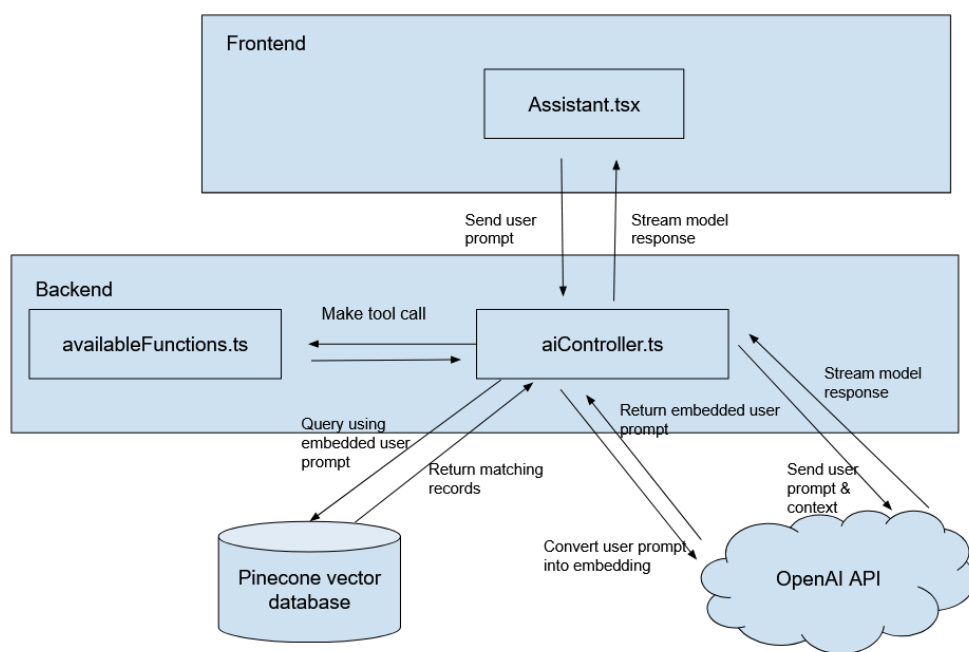 Frontend
Assistant.tsx
Send user
prompt
Stream model
response
Backend
Make tool call
availableFunctions.ts
aiController.ts
Stream model
response
Query using
embedded user
prompt
Return embedded user
prompt
Return matching
records
Send user
prompt &
context
Convert user prompt
into embedding
Pinecone vector
database
OpenAI API